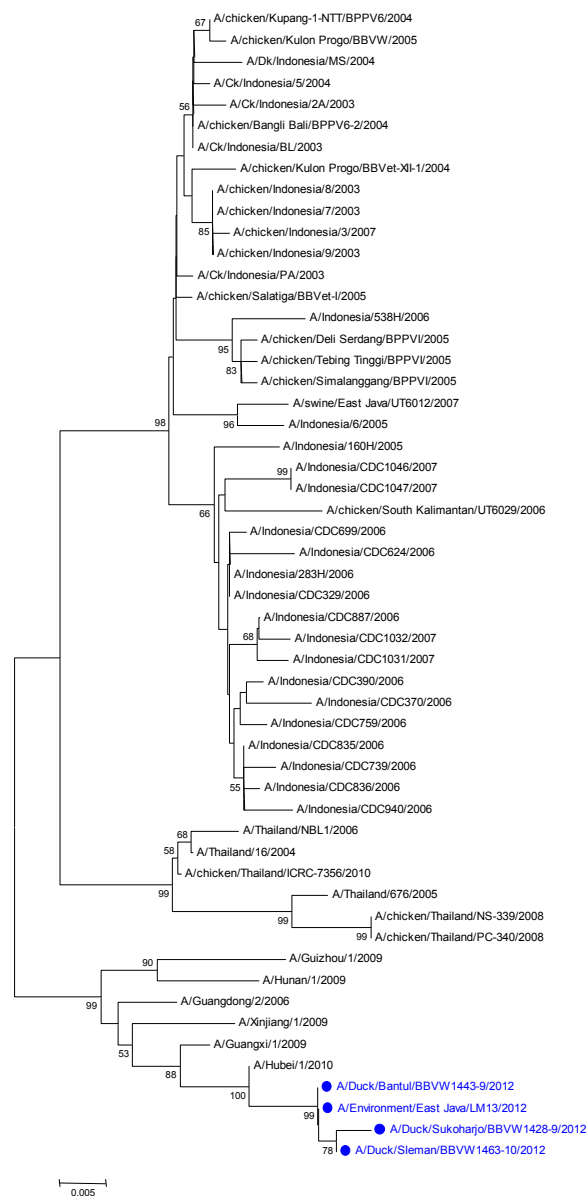 A/chicken/Kupang-1-NTT/BPPV6/2004
67
A/chicken/Kulon Progo/BBVW/2005
A/Dk/Indonesia/MS/2004
A/Ck/Indonesia/5/2004
A/Ck/Indonesia/2A/2003
56
A/chicken/Bangli Bali/BPPV6-2/2004
A/Ck/Indonesia/BL/2003
A/chicken/Kulon Progo/BBVet-XII-1/2004
A/chicken/Indonesia/8/2003
A/chicken/Indonesia/7/2003
85
A/chicken/Indonesia/3/2007
A/chicken/Indonesia/9/2003
A/Ck/Indonesia/PA/2003
A/chicken/Salatiga/BBVet-I/2005
A/Indonesia/538H/2006
A/chicken/Deli Serdang/BPPVI/2005
95
A/chicken/Tebing Tinggi/BPPVI/2005
83
A/chicken/Simalanggang/BPPVI/2005
A/swine/East Java/UT6012/2007
98
96
A/Indonesia/6/2005
A/Indonesia/160H/2005
A/Indonesia/CDC1046/2007
99
A/Indonesia/CDC1047/2007
66
A/chicken/South Kalimantan/UT6029/2006
A/Indonesia/CDC699/2006
A/Indonesia/CDC624/2006
A/Indonesia/283H/2006
A/Indonesia/CDC329/2006
A/Indonesia/CDC887/2006
68
A/Indonesia/CDC1032/2007
A/Indonesia/CDC1031/2007
A/Indonesia/CDC390/2006
A/Indonesia/CDC370/2006
A/Indonesia/CDC759/2006
A/Indonesia/CDC835/2006
A/Indonesia/CDC739/2006
55
A/Indonesia/CDC836/2006
A/Indonesia/CDC940/2006
A/Thailand/NBL1/2006
68
A/Thailand/16/2004
58
A/chicken/Thailand/ICRC-7356/2010
99
A/Thailand/676/2005
A/chicken/Thailand/NS-339/2008
99
99
A/chicken/Thailand/PC-340/2008
A/Guizhou/1/2009
90
A/Hunan/1/2009
99
A/Guangdong/2/2006
A/Xinjiang/1/2009
53
A/Guangxi/1/2009
88
A/Hubei/1/2010
A/Duck/Bantul/BBVW1443-9/2012
100
A/Environment/East Java/LM13/2012
99
A/Duck/Sukoharjo/BBVW1428-9/2012
78
A/Duck/Sleman/BBVW1463-10/2012
0.005